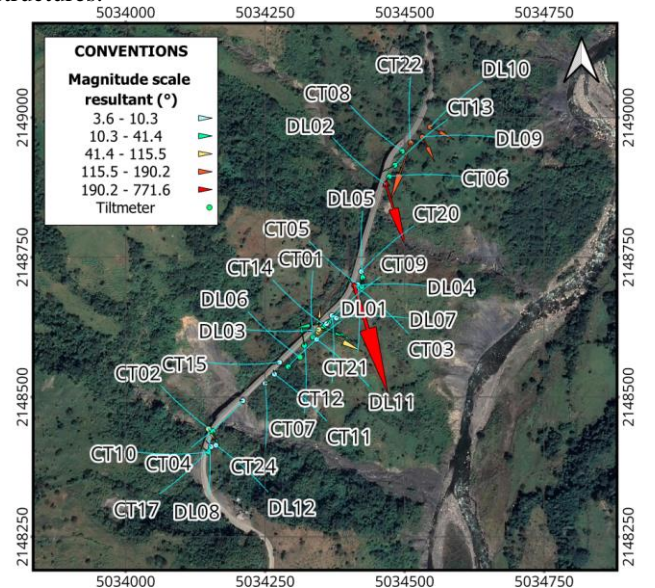 5034000 5034250 5034500 5034750
CONVENTIONS
Magnitude scale
resultant (°)
3.6 - 10.3
10.3 - 41.4
41.4 - 115.5
115.5 - 190.2
190.2 - 771.6
Tiltmeter
CT22
DL10
CT08
CT13
DL02
DL09
CT06
DL05
CT20
CT05
CT01
CT14
CT09
DL06
DL04
DL01
DL03
DL07
CT03
CT15
CT21
CT02
CT12
DL11
CT07
CT11
CT10
CT04
CT24
CT17
DL08
DL12
2149000
2148750
2148500
2148250
2149000
2148750
2148500
2148250
5034000 5034250 5034500 5034750